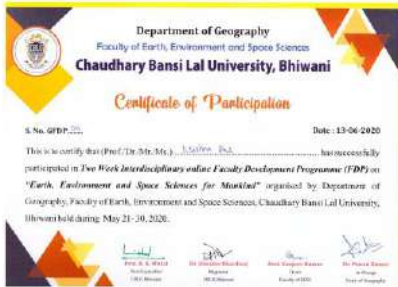 Department of Geography
Faculty of Earth, Environment and Space Sciences
Chaudhary Bansi Lal University, Bhiwani
Certificate of Participation
S. No. GFDP Date : 13-06-2020
This is to certify that (Prof./Dr./Mr./Ms.) has successfully
participated in Two Week Interdisciplinary online Faculty Development Programme (FDP) on
"Earth, Environment and Space Sciences for Mankind" organised by Department of
Geography, Faculty of Earth, Environment and Space Sciences, Chaudhary Bansi Lal University,
Bhiwani held during May 21-30, 2020.